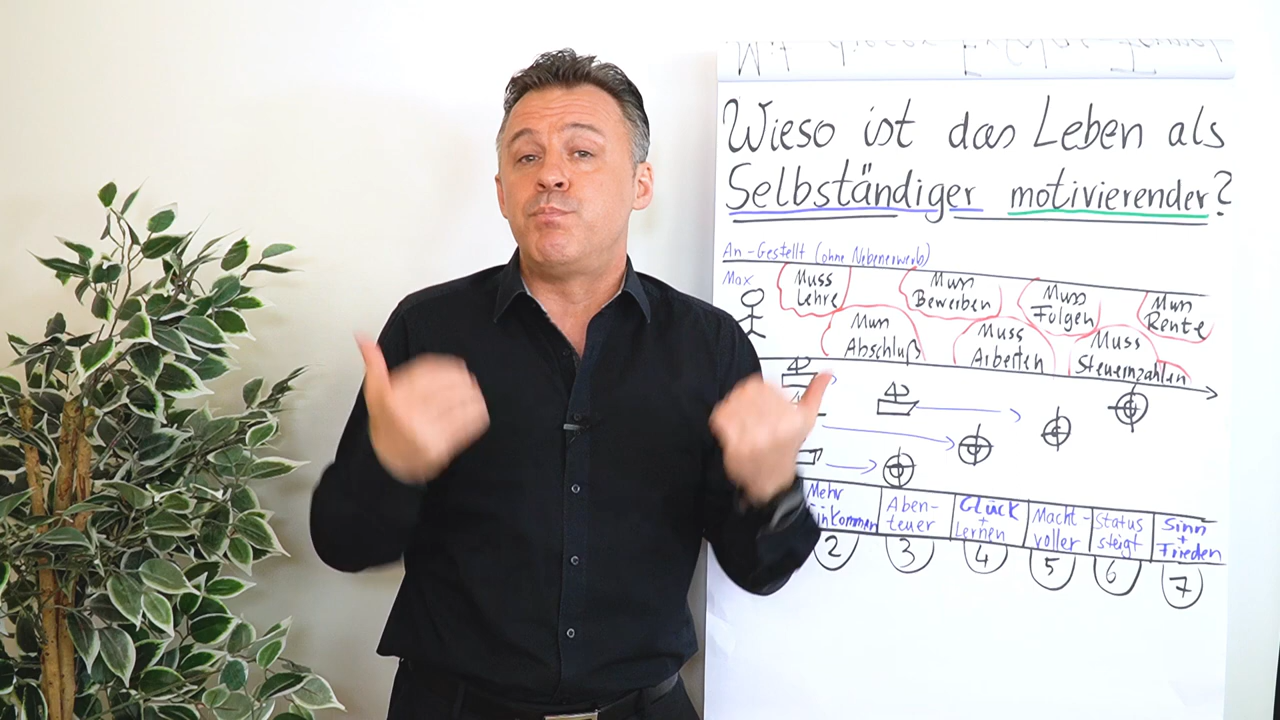 Wieso ist das Leben als
Selbständiger motivierender?
An-Gestellt (ohne Nebenerwerb)
Max
Muss
Lehre
Muss
Abschluß
Muss
Bewerben
Muss
Arbeiten
Muss
Folgen
Muss
Steuernzahlen
Muss
Rente
Mehr
Einkommen
2
Aben-
teuer
3
Glück
+
Lernen
4
Macht-
voller
5
Status
steigt
6
Sinn
+
Frieden
7